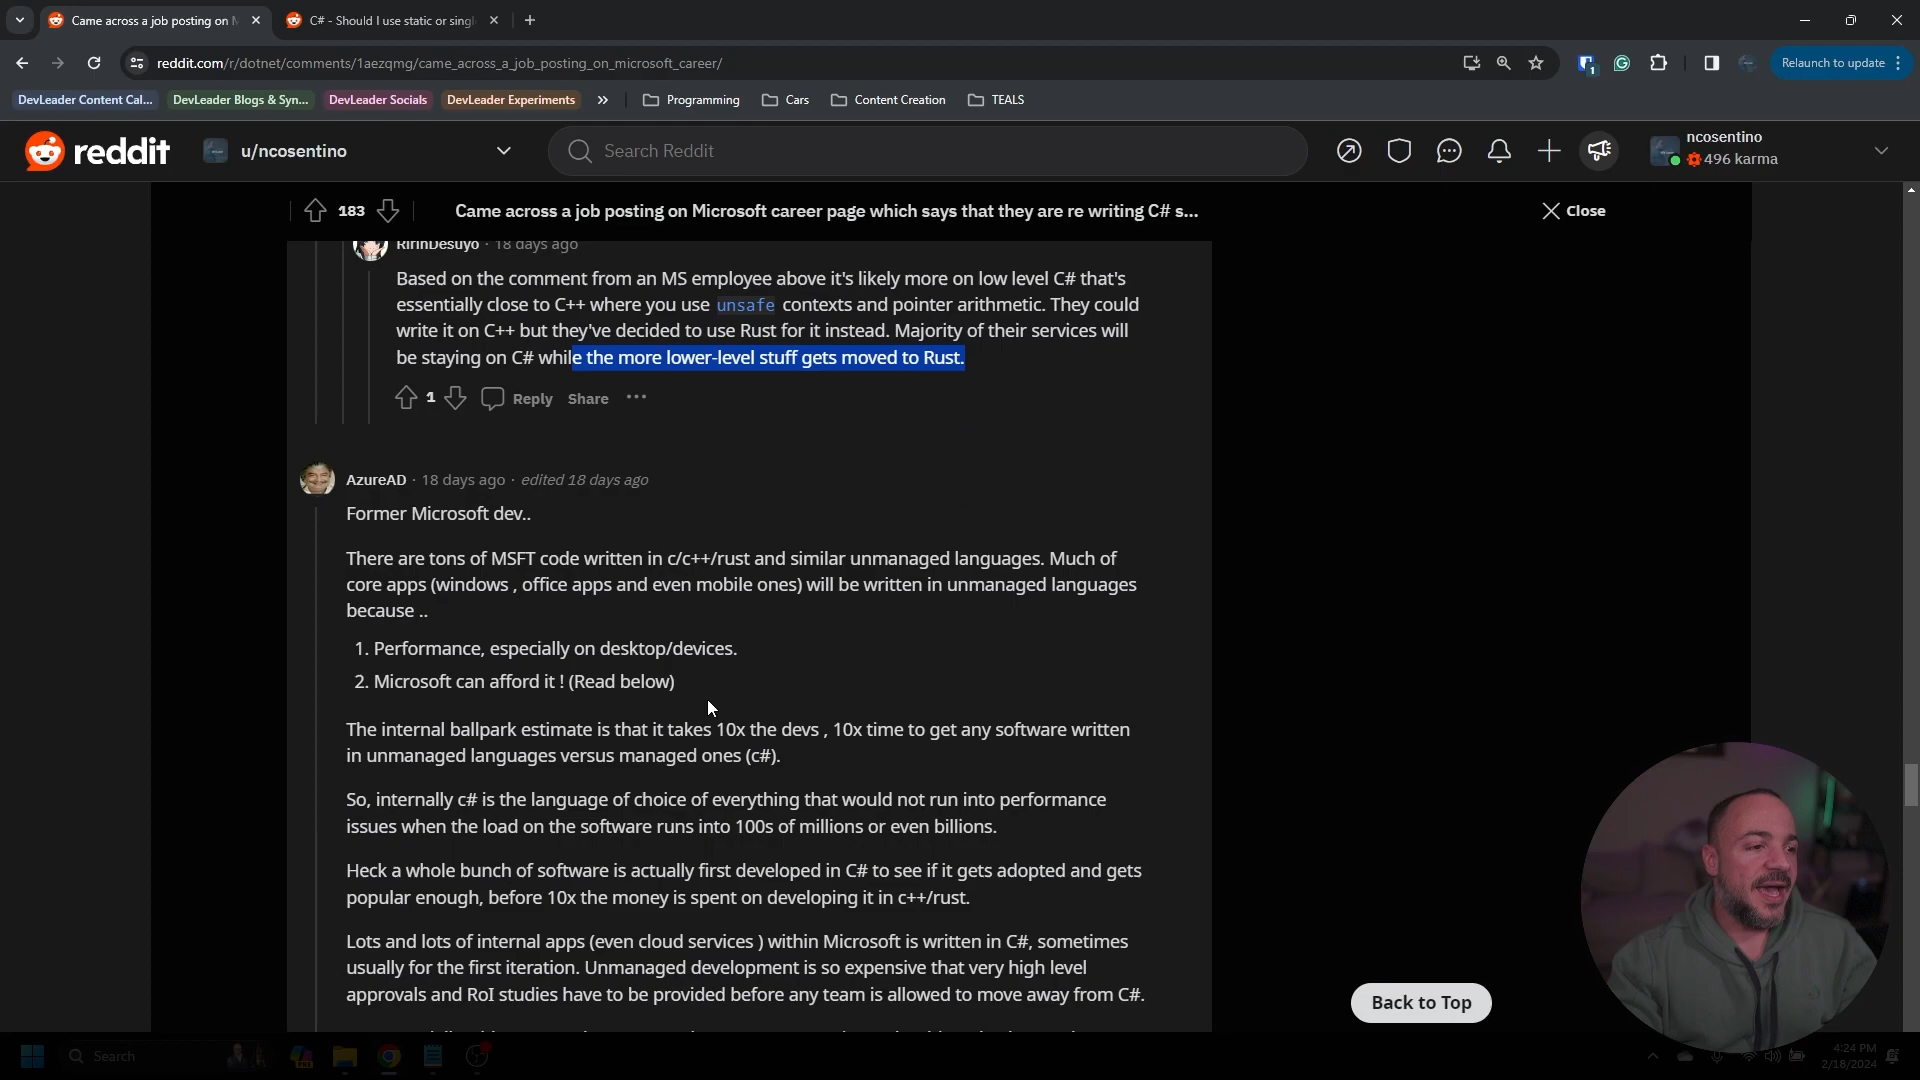 Came across a job posting on M
C# - Should I use static or singl
reddit.com/r/dotnet/comments/1aezqmg/came_across_a_job_posting_on_microsoft_career/
1
Relaunch to update
DevLeader Content Cal...
DevLeader Blogs & Syn...
DevLeader Socials
DevLeader Experiments
»
Programming
Cars
Content Creation
TEALS
reddit
u/ncosentino
Search Reddit
ncosentino
496 karma
183
Came across a job posting on Microsoft career page which says that they are re writing C# s...
Close
RirinDesuyo · 18 days ago
Based on the comment from an MS employee above it's likely more on low level C# that's
essentially close to C++ where you use unsafe contexts and pointer arithmetic. They could
write it on C++ but they've decided to use Rust for it instead. Majority of their services will
be staying on C# while the more lower-level stuff gets moved to Rust.
1 Reply Share ···
AzureAD · 18 days ago · edited 18 days ago
Former Microsoft dev..
There are tons of MSFT code written in c/c++/rust and similar unmanaged languages. Much of
core apps (windows , office apps and even mobile ones) will be written in unmanaged languages
because ..
1. Performance, especially on desktop/devices.
2. Microsoft can afford it ! (Read below)
The internal ballpark estimate is that it takes 10x the devs , 10x time to get any software written
in unmanaged languages versus managed ones (c#).
So, internally c# is the language of choice of everything that would not run into performance
issues when the load on the software runs into 100s of millions or even billions.
Heck a whole bunch of software is actually first developed in C# to see if it gets adopted and gets
popular enough, before 10x the money is spent on developing it in c++/rust.
Lots and lots of internal apps (even cloud services ) within Microsoft is written in C#, sometimes
usually for the first iteration. Unmanaged development is so expensive that very high level
approvals and RoI studies have to be provided before any team is allowed to move away from C#.
Back to Top
Search
4:24 PM
2/18/2024